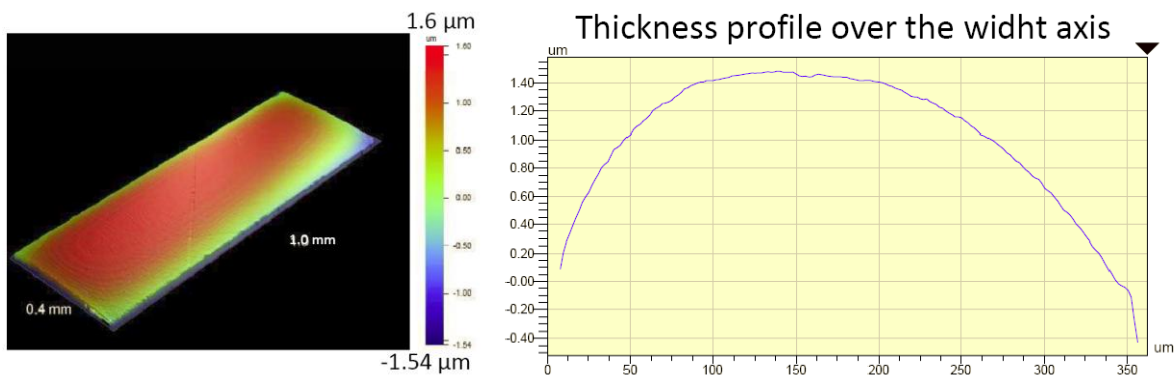 1.6 µm
um
1.60
1.00
0.50
0.00
-0.50
-1.00
-1.54
-1.54 µm
1.0 mm
0.4 mm
Thickness profile over the widht axis
um
1.40
1.20
1.00
0.80
0.60
0.40
0.20
-0.00
-0.20
-0.40
0 50 100 150 200 250 300 350
um